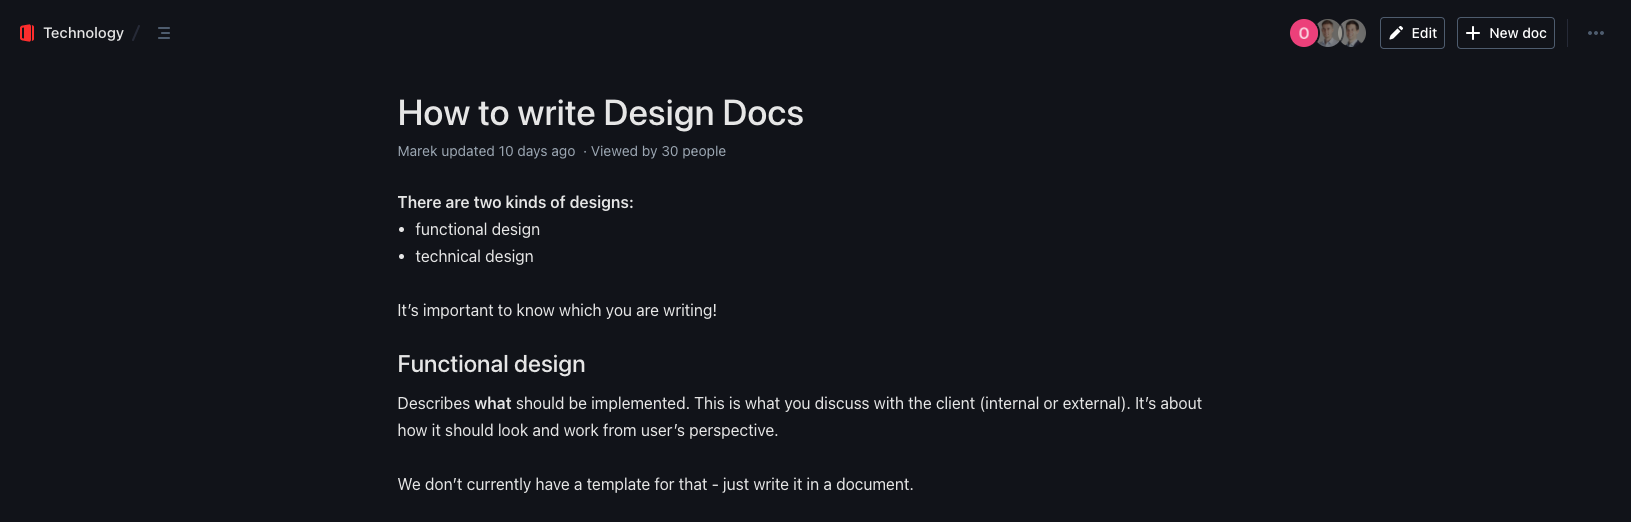 Technology /
O
Edit
New doc
How to write Design Docs
Marek updated 10 days ago · Viewed by 30 people
There are two kinds of designs:
• functional design
• technical design
It’s important to know which you are writing!
Functional design
Describes what should be implemented. This is what you discuss with the client (internal or external). It’s about
how it should look and work from user’s perspective.
We don’t currently have a template for that - just write it in a document.